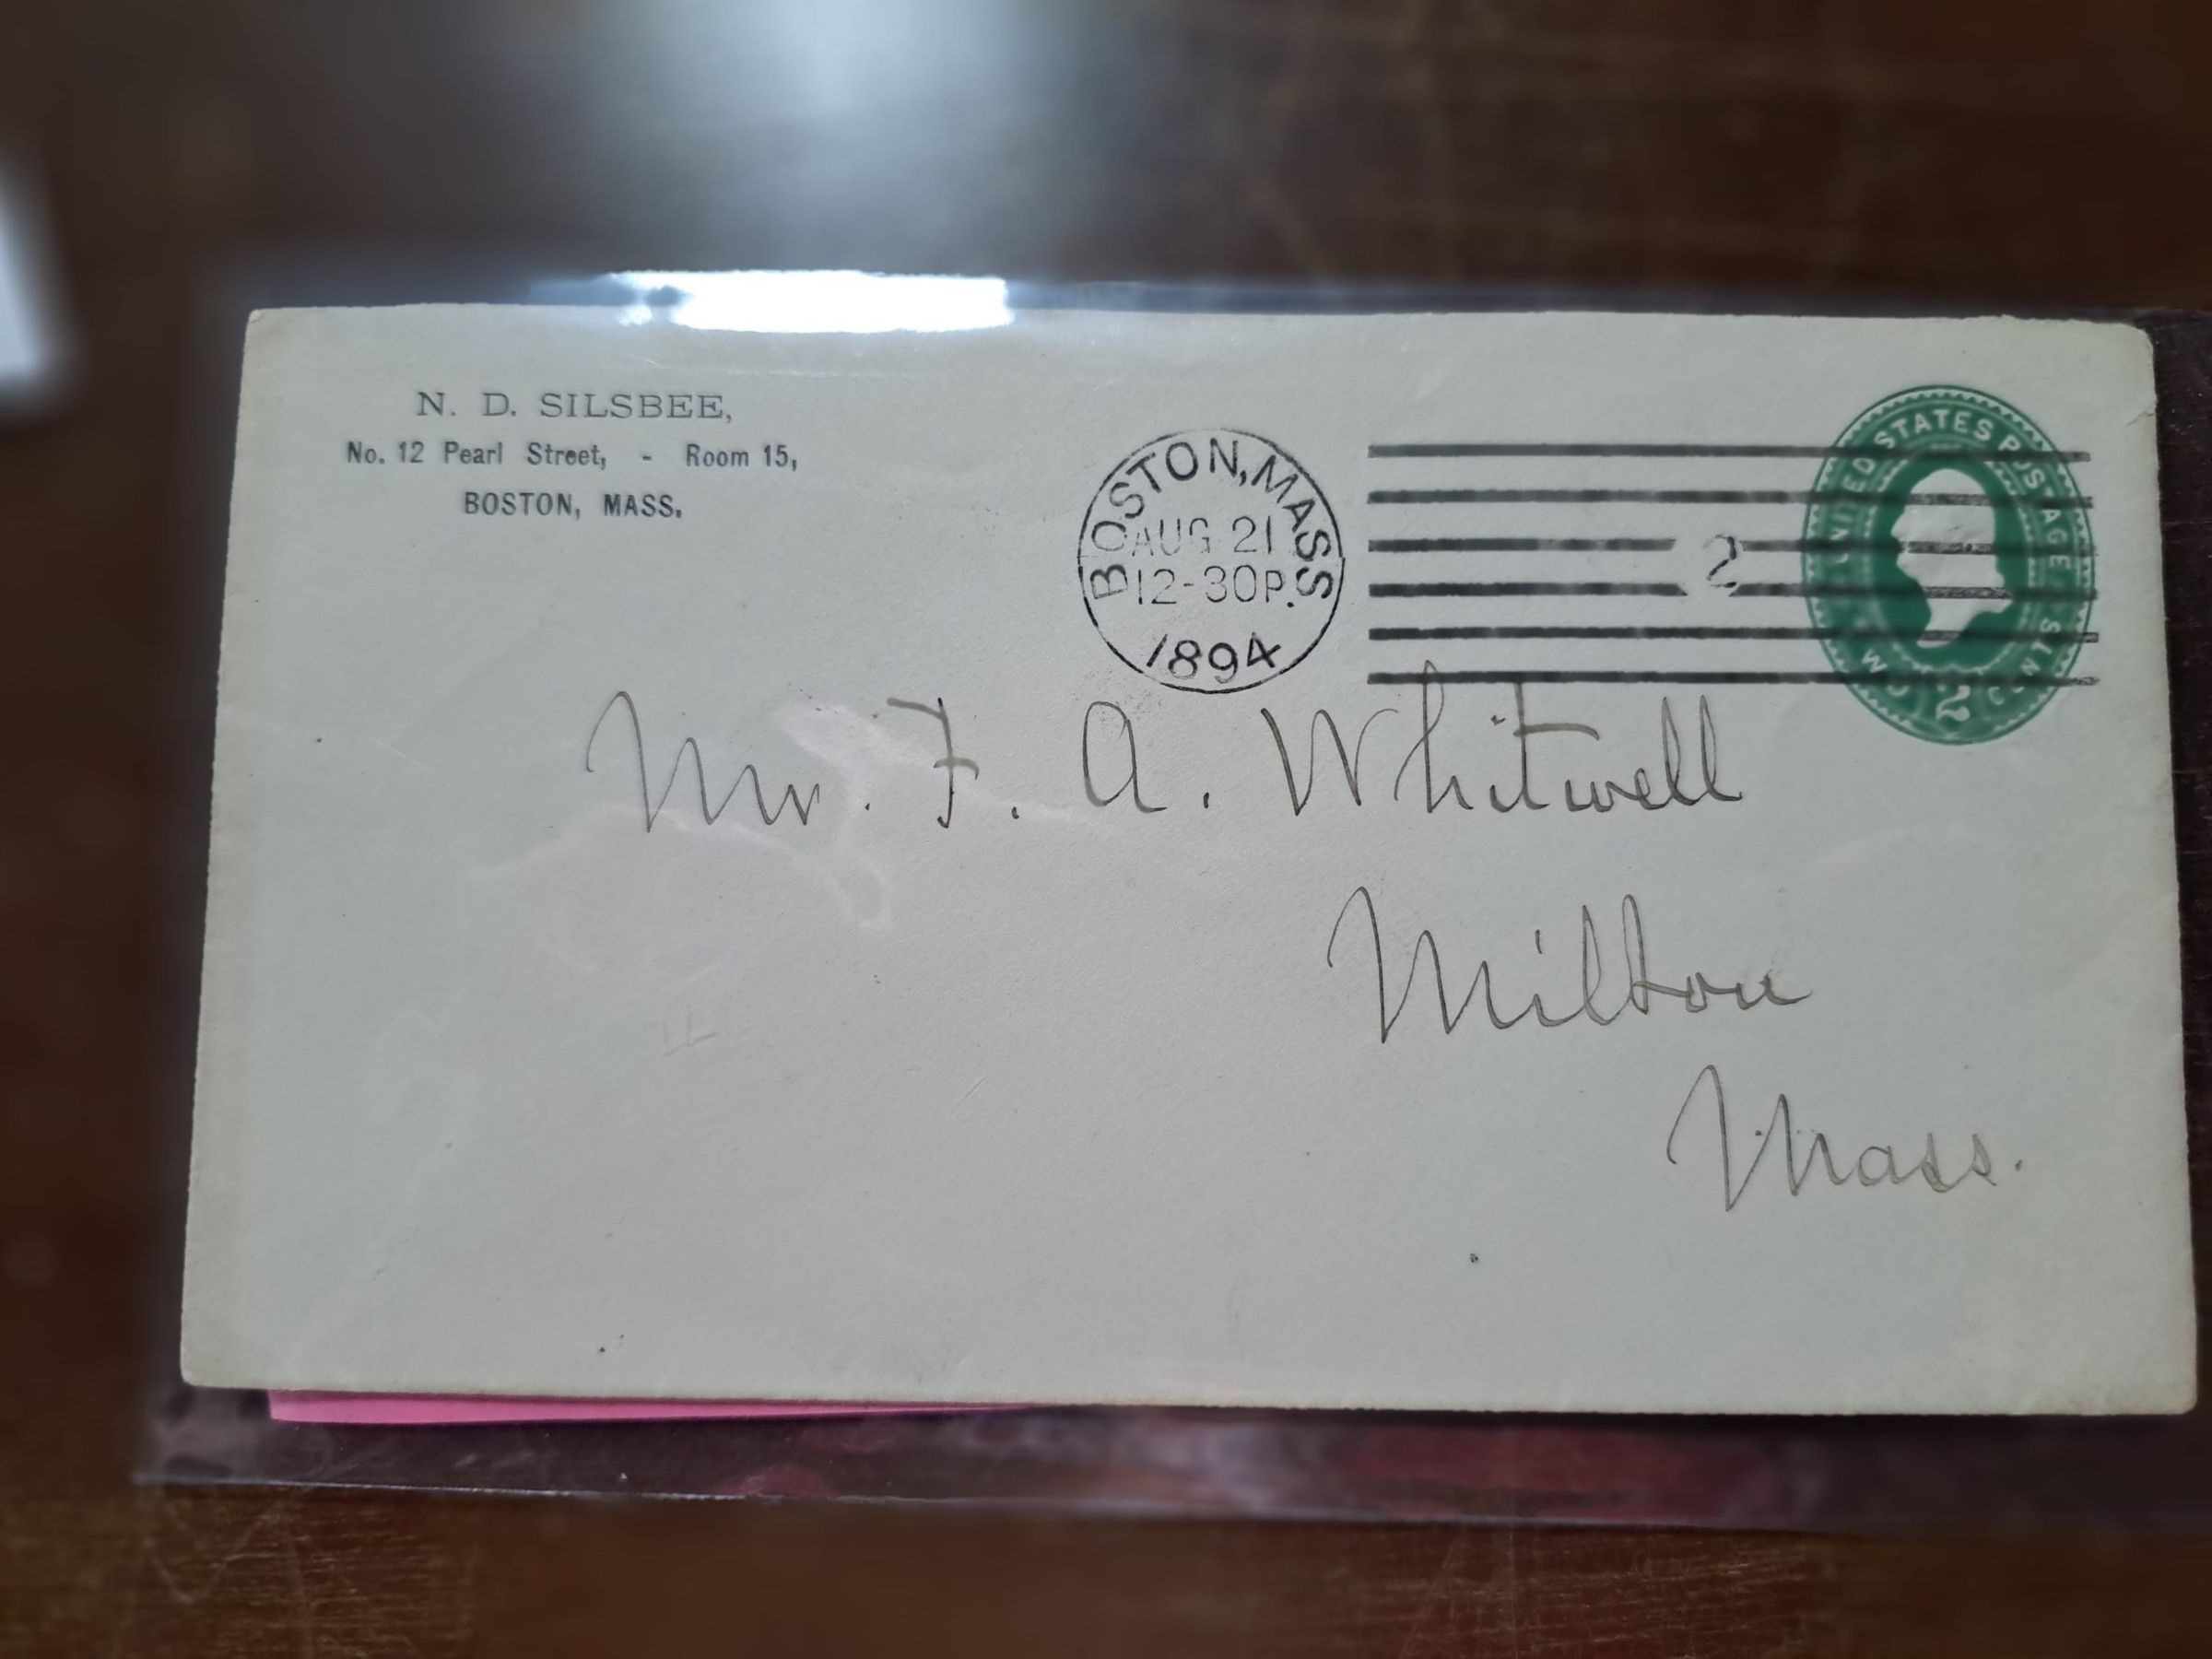 N. D. SILSBEE,
No. 12 Pearl Street, - Room 15,
BOSTON, MASS.
BOSTON, MASS
AUG 21
12-30P.
1894
2
UNITED STATES POSTAGE
TWO 2 CENTS
Mr. F. A. Whitwell
Milton
Mass.